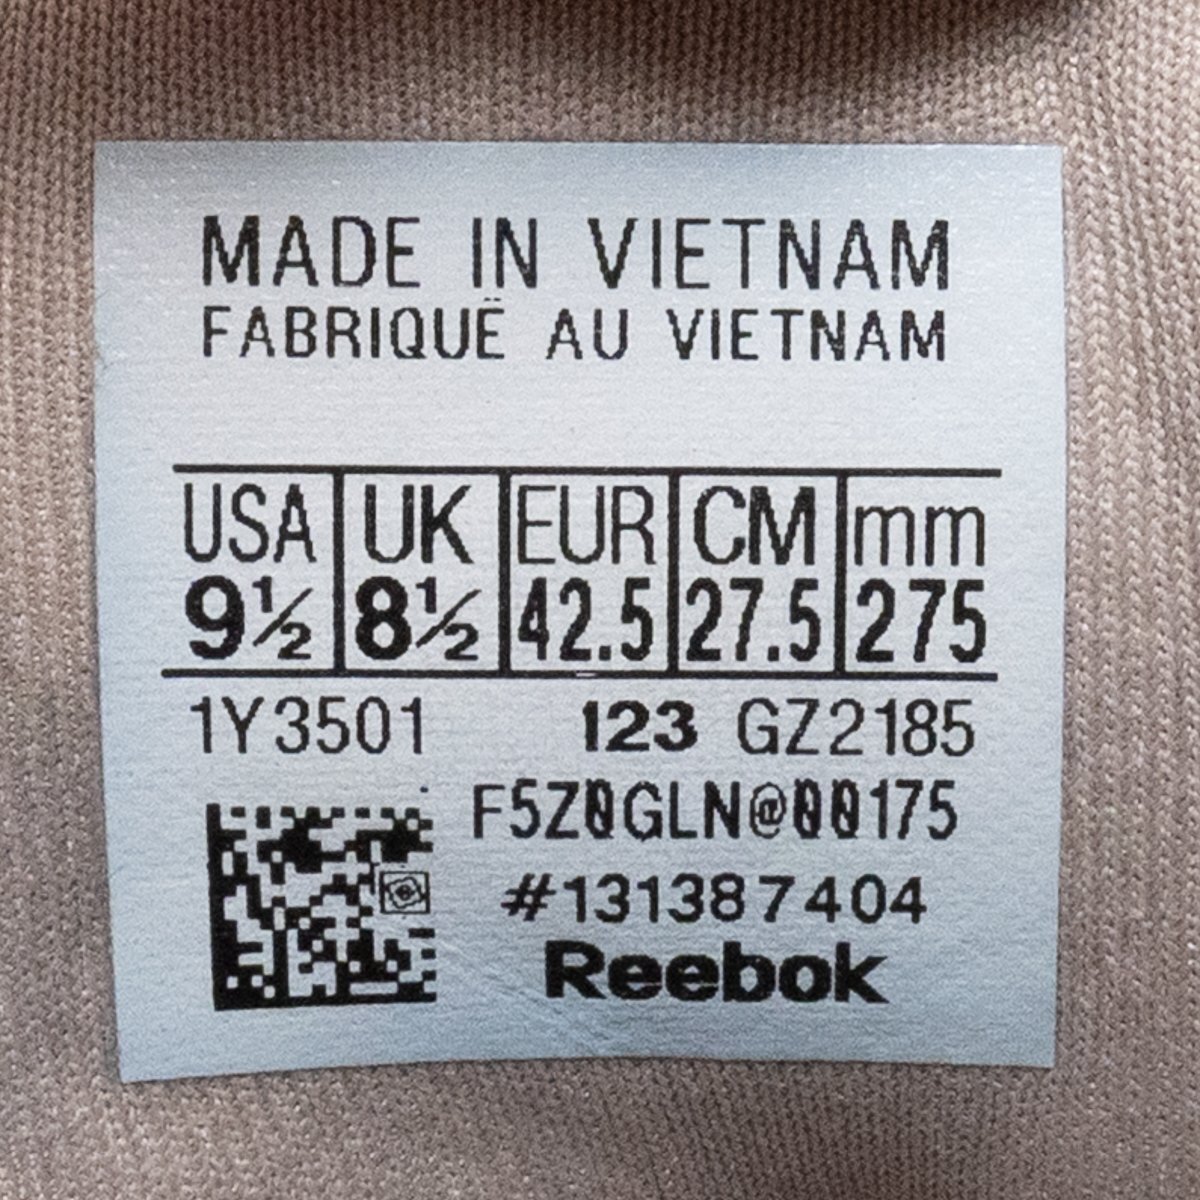 MADE IN VIETNAM
FABRIQUË AU VIETNAM
USA UK EUR CM mm
9½ 8½ 42.5 27.5 275
1Y3501 123 GZ2185
F5Z0GLN@00175
#131387404
Reebok